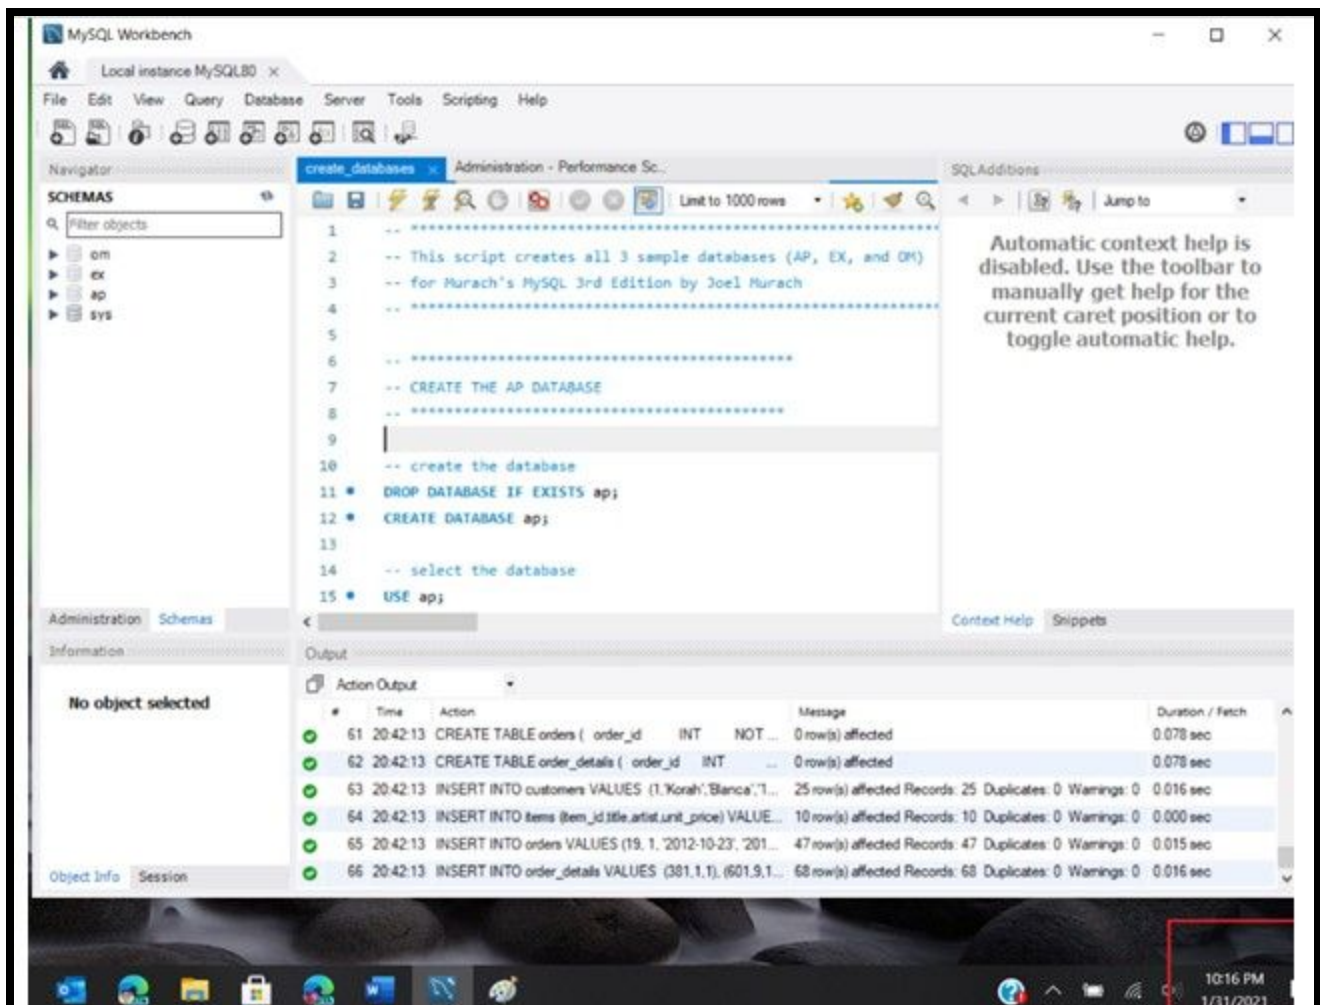 MySQL Workbench
Local instance MySQL80 ×
File Edit View Query Database Server Tools Scripting Help
Navigator
SCHEMAS
Filter objects
om
ex
ap
sys
Administration Schemas
Information
No object selected
Object Info Session
create_databases × Administration - Performance Sc...
Limit to 1000 rows
1 -- ****************************************************************
2 -- This script creates all 3 sample databases (AP, EX, and OM)
3 -- for Murach's MySQL 3rd Edition by Joel Murach
4 -- ****************************************************************
5
6 -- ********************************************
7 -- CREATE THE AP DATABASE
8 -- *******************************************
9
10 -- create the database
11 DROP DATABASE IF EXISTS ap;
12 CREATE DATABASE ap;
13
14 -- select the database
15 USE ap;
SQLAdditions
Jump to
Automatic context help is
disabled. Use the toolbar to
manually get help for the
current caret position or to
toggle automatic help.
Context Help Snippets
Output
Action Output
# Time Action Message Duration / Fetch
61 20:42:13 CREATE TABLE orders ( order_id INT NOT ... 0 row(s) affected 0.078 sec
62 20:42:13 CREATE TABLE order_details ( order_id INT ... 0 row(s) affected 0.078 sec
63 20:42:13 INSERT INTO customers VALUES (1,'Korah','Blanca','1... 25 row(s) affected Records: 25 Duplicates: 0 Warnings: 0 0.016 sec
64 20:42:13 INSERT INTO items (item_id,title,artist,unit_price) VALUE... 10 row(s) affected Records: 10 Duplicates: 0 Warnings: 0 0.000 sec
65 20:42:13 INSERT INTO orders VALUES (19, 1, '2012-10-23', '201... 47 row(s) affected Records: 47 Duplicates: 0 Warnings: 0 0.015 sec
66 20:42:13 INSERT INTO order_details VALUES (381,1,1), (601,9,1... 68 row(s) affected Records: 68 Duplicates: 0 Warnings: 0 0.016 sec
10:16 PM
1/31/2021